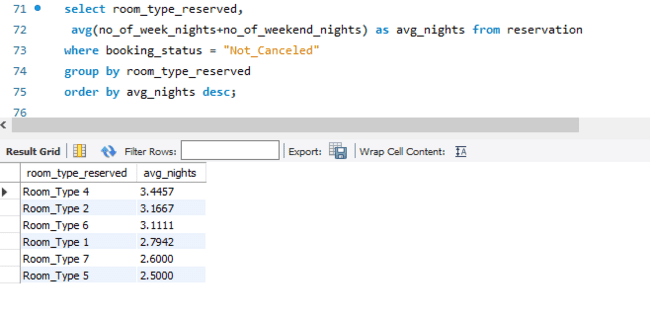 71 select room_type_reserved,
72 avg(no_of_week_nights+no_of_weekend_nights) as avg_nights from reservation
73 where booking_status = "Not_Canceled"
74 group by room_type_reserved
75 order by avg_nights desc;
76
Result Grid Filter Rows: Export: Wrap Cell Content: IA
room_type_reserved avg_nights
Room_Type 4 3.4457
Room_Type 2 3.1667
Room_Type 6 3.1111
Room_Type 1 2.7942
Room_Type 7 2.6000
Room_Type 5 2.5000